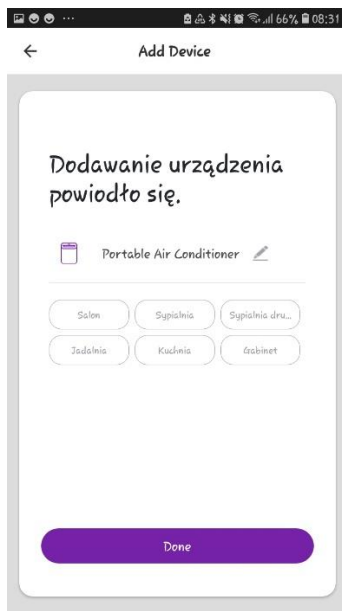 66% 08:31
Add Device
Dodawanie urządzenia
powiodło się.
Portable Air Conditioner
Salon Sypialnia Sypialnia dru...
Jadalnia Kuchnia Gabinet
Done